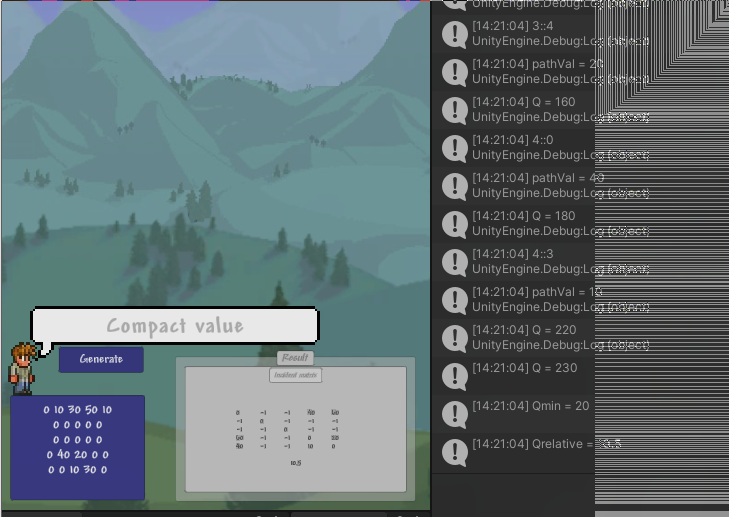 UnityEngine.Debug:Log (object)
[14:21:04] 3::4
UnityEngine.Debug:Log (object)
[14:21:04] pathVal = 20
UnityEngine.Debug:Log (object)
[14:21:04] Q = 160
UnityEngine.Debug:Log (object)
[14:21:04] 4::0
UnityEngine.Debug:Log (object)
[14:21:04] pathVal = 40
UnityEngine.Debug:Log (object)
[14:21:04] Q = 180
UnityEngine.Debug:Log (object)
[14:21:04] 4::3
UnityEngine.Debug:Log (object)
[14:21:04] pathVal = 10
UnityEngine.Debug:Log (object)
[14:21:04] Q = 220
UnityEngine.Debug:Log (object)
[14:21:04] Q = 230
[14:21:04] Qmin = 20
[14:21:04] Qrelative = 10.5
Compact value
Generate
0 10 30 50 10
0 0 0 0 0
0 0 0 0 0
0 40 20 0 0
0 0 10 30 0
Result
Incident matrix
0 -1 -1
-1 0 -1 -1 -1
-1 -1 0 -1 -1
-1 -1 0
-1 -1 10 0
10,5